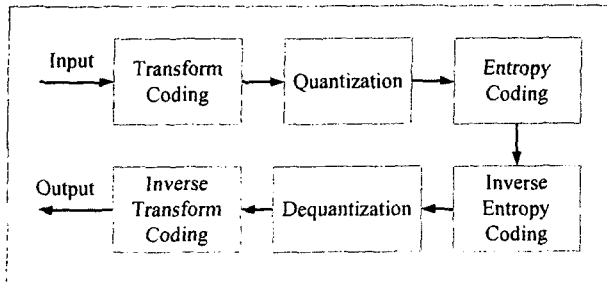 Input
Transform
Coding
Quantization
Entropy
Coding
Output
Inverse
Transform
Coding
Dequantization
Inverse
Entropy
Coding